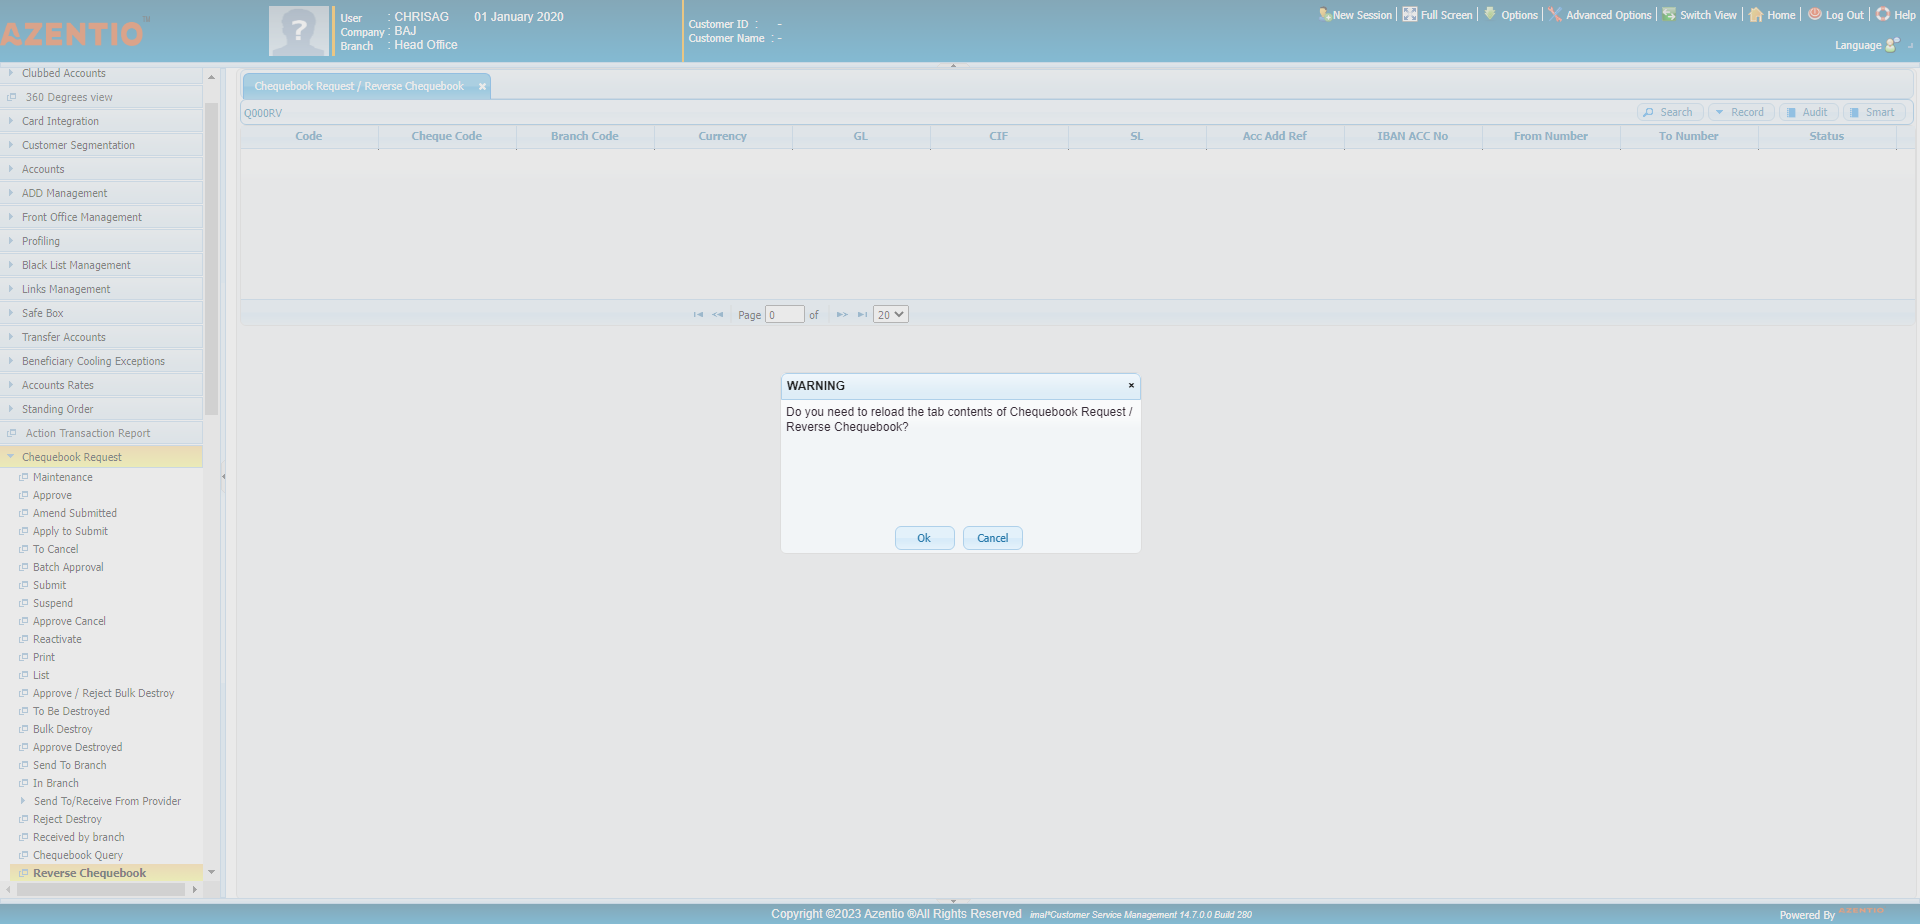 AZENTIO™
User : CHRISAG 01 January 2020
Company : BAJ
Branch : Head Office
Customer ID : -
Customer Name : -
New Session Full Screen Options Advanced Options Switch View Home Log Out Help
Language
Clubbed Accounts
360 Degrees view
Card Integration
Customer Segmentation
Accounts
ADD Management
Front Office Management
Profiling
Black List Management
Links Management
Safe Box
Transfer Accounts
Beneficiary Cooling Exceptions
Accounts Rates
Standing Order
Action Transaction Report
Chequebook Request
Maintenance
Approve
Amend Submitted
Apply to Submit
To Cancel
Batch Approval
Submit
Suspend
Approve Cancel
Reactivate
Print
List
Approve / Reject Bulk Destroy
To Be Destroyed
Bulk Destroy
Approve Destroyed
Send To Branch
In Branch
Send To/Receive From Provider
Reject Destroy
Received by branch
Chequebook Query
Reverse Chequebook
Chequebook Request / Reverse Chequebook
Q000RV Search Record Audit Smart
Code Cheque Code Branch Code Currency GL CIF SL Acc Add Ref IBAN ACC No From Number To Number Status
Page 0 of 20
WARNING
Do you need to reload the tab contents of Chequebook Request /
Reverse Chequebook?
Ok Cancel
Copyright ©2023 Azentio ®All Rights Reserved imal®Customer Service Management 14.7.0.0 Build 280
Powered By AZENTIO